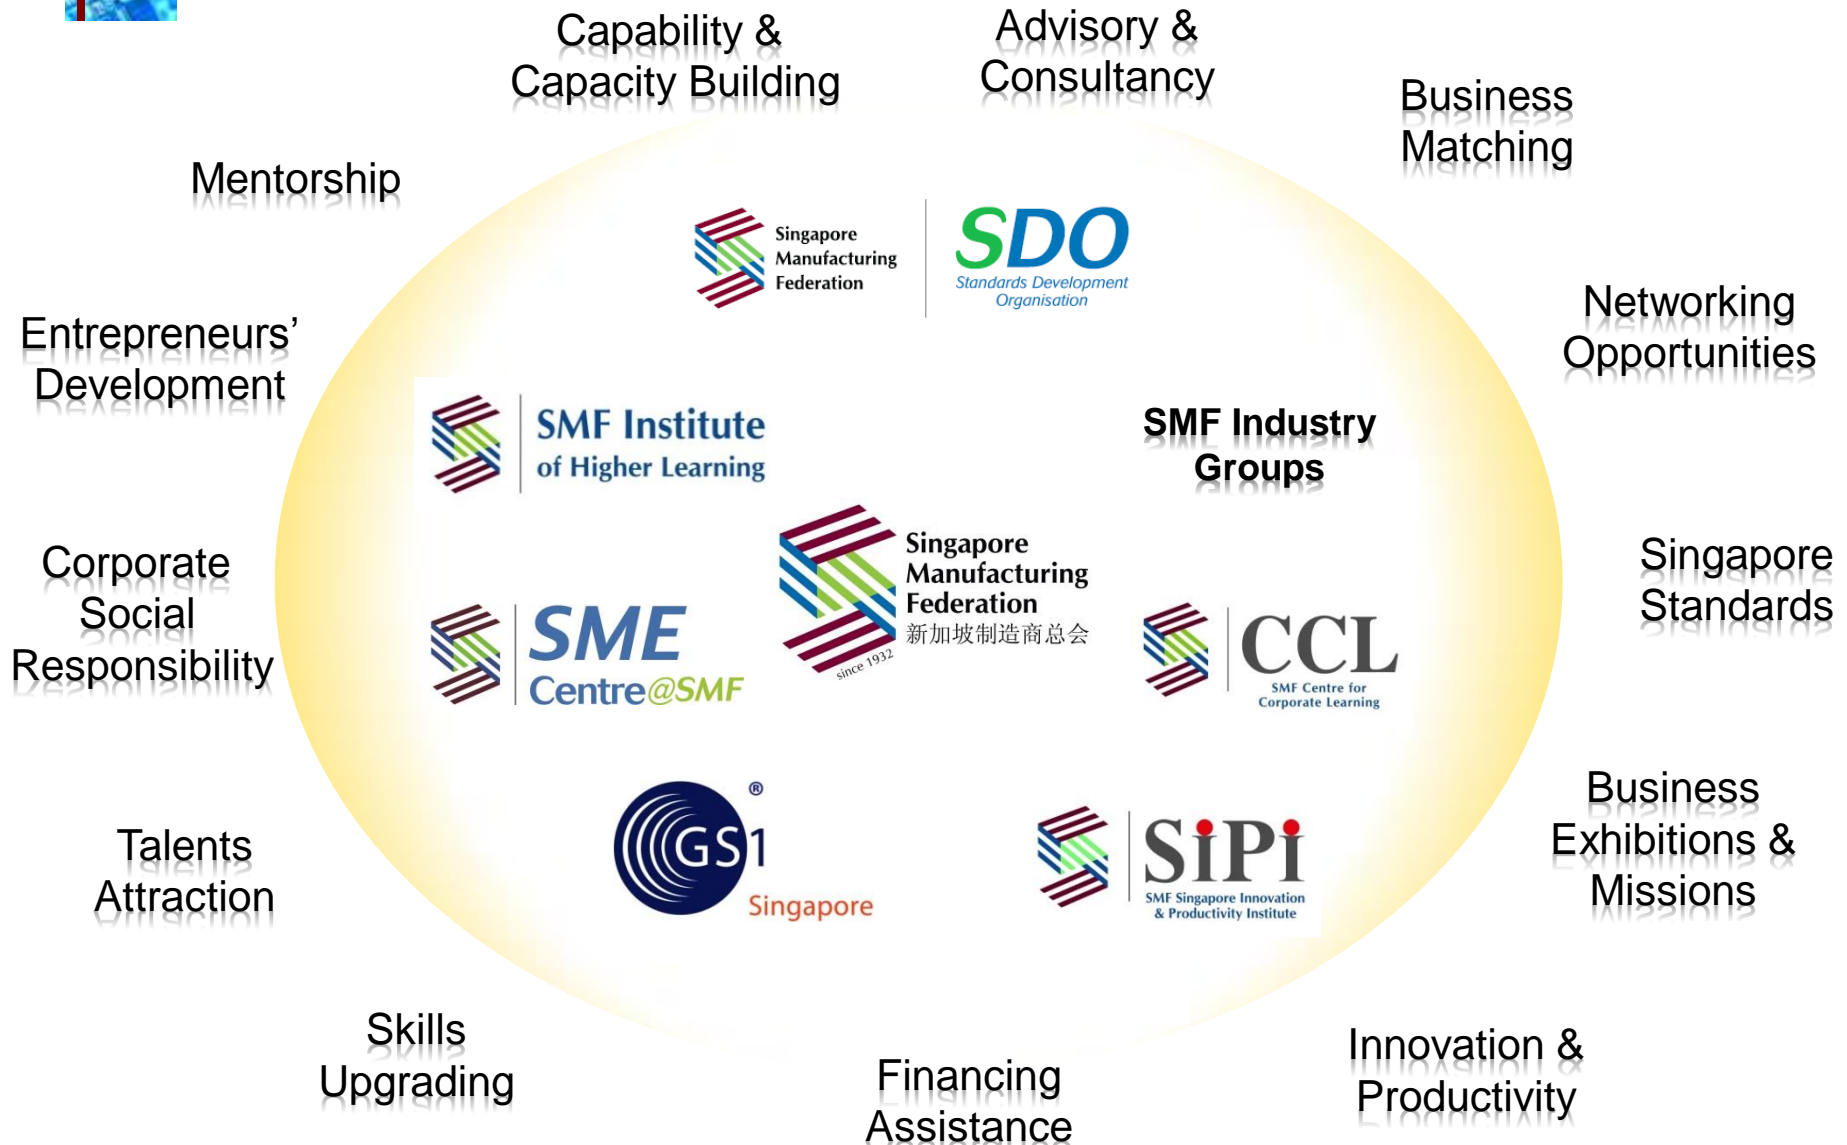 Capability &
Capacity Building
Advisory &
Consultancy
Business
Matching
Mentorship
Singapore
Manufacturing
Federation
SDO
Standards Development
Organisation
Networking
Opportunities
Entrepreneurs’
Development
SMF Institute
of Higher Learning
SMF Industry
Groups
Singapore
Manufacturing
Federation
新加坡制造商总会
since 1932
Corporate
Social
Responsibility
SME
Centre@SMF
CCL
SMF Centre for
Corporate Learning
Singapore
Standards
GS1
®
Singapore
SiPi
SMF Singapore Innovation
& Productivity Institute
Business
Exhibitions &
Missions
Talents
Attraction
Skills
Upgrading
Financing
Assistance
Innovation &
Productivity